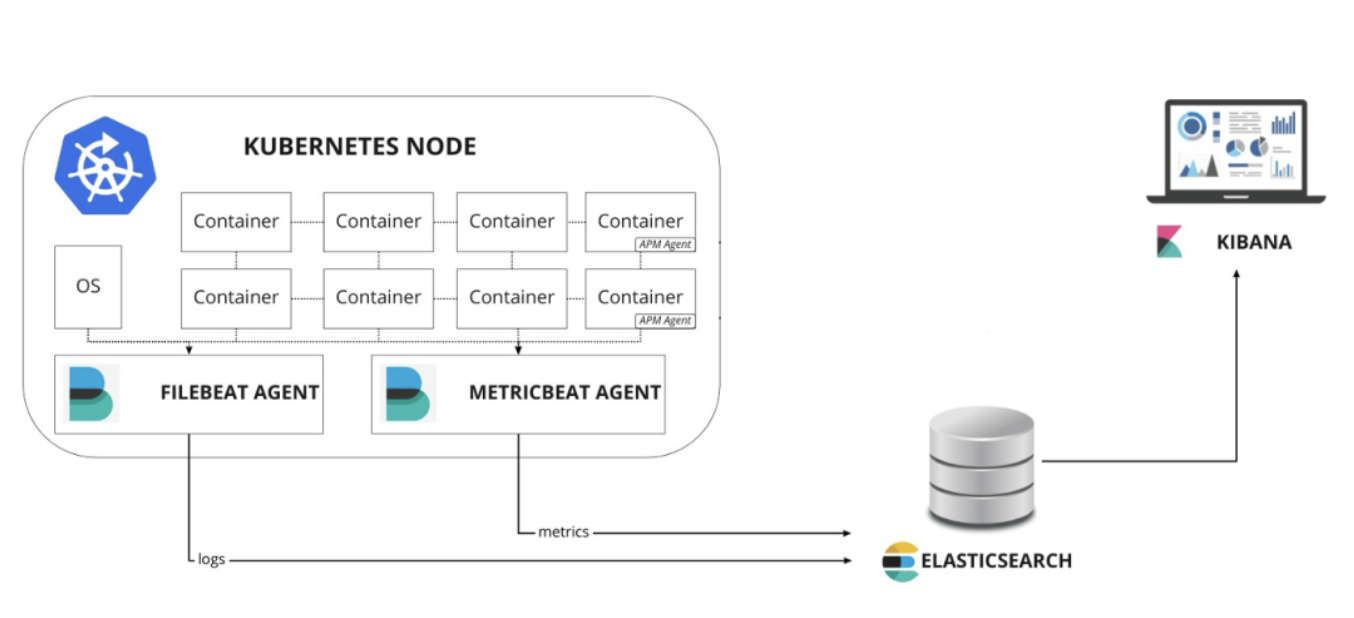 KUBERNETES NODE
Container
Container
Container
Container
APM Agent
OS
Container
Container
Container
Container
APM Agent
FILEBEAT AGENT
METRICBEAT AGENT
KIBANA
metrics
logs
ELASTICSEARCH